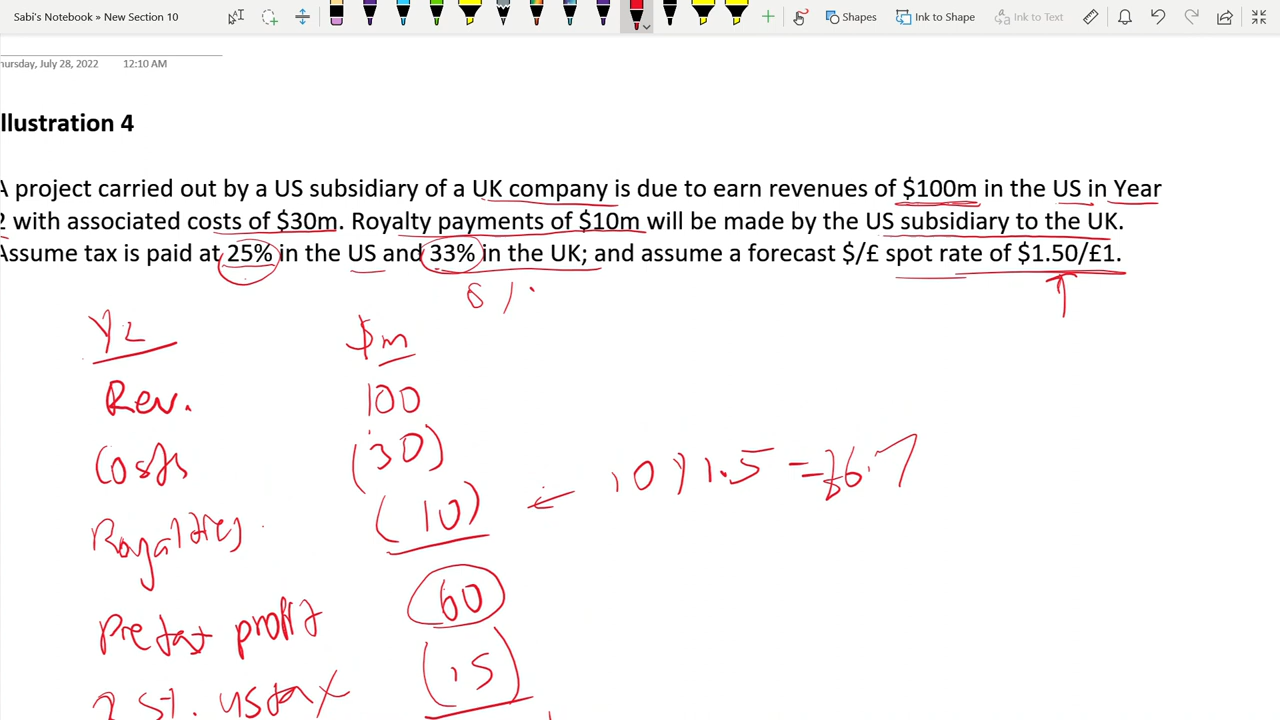 Sabi's Notebook » New Section 10
Shapes
Ink to Shape
Ink to Text
hursday, July 28, 2022 12:10 AM
llustration 4
A project carried out by a US subsidiary of a UK company is due to earn revenues of $100m in the US in Year
2 with associated costs of $30m. Royalty payments of $10m will be made by the US subsidiary to the UK.
Assume tax is paid at 25% in the US and 33% in the UK; and assume a forecast $/£ spot rate of $1.50/£1.
8%
Y2 $m
Rev. 100
Costs (30)
Royalties (10) ← 10/1.5 = £6.7
Pre tax profit 60
25%. US tax (15)